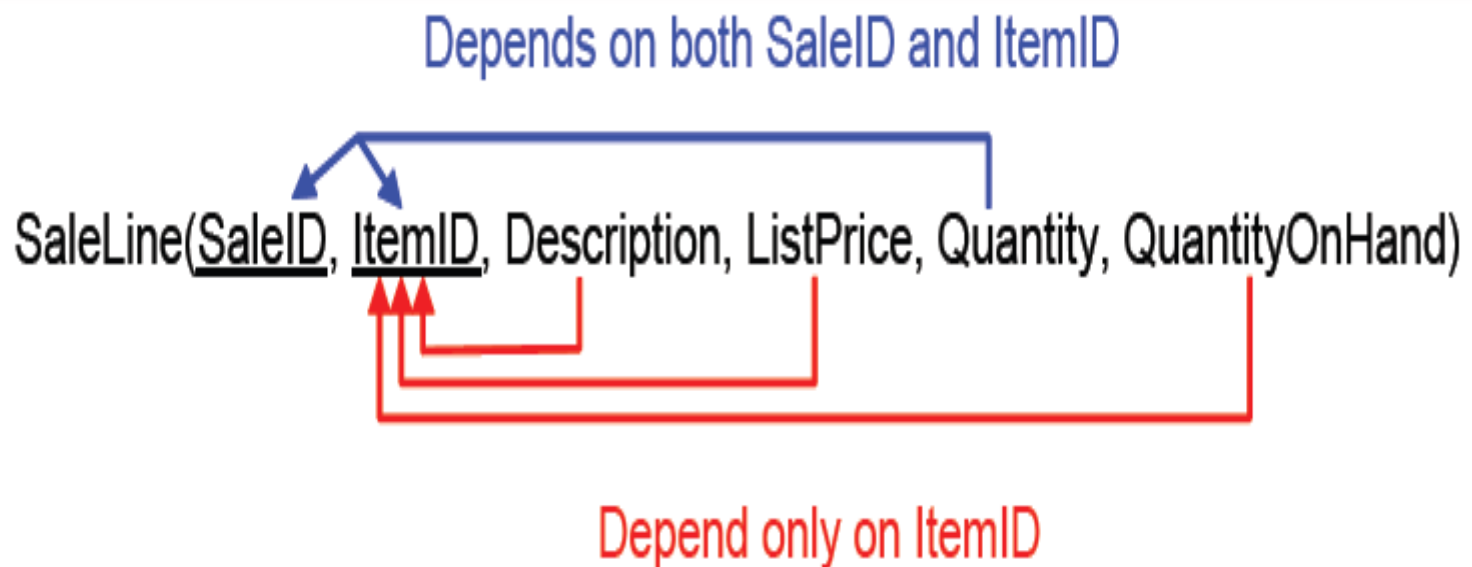 Depends on both SaleID and ItemID
SaleLine(SaleID, ItemID, Description, ListPrice, Quantity, QuantityOnHand)
Depend only on ItemID